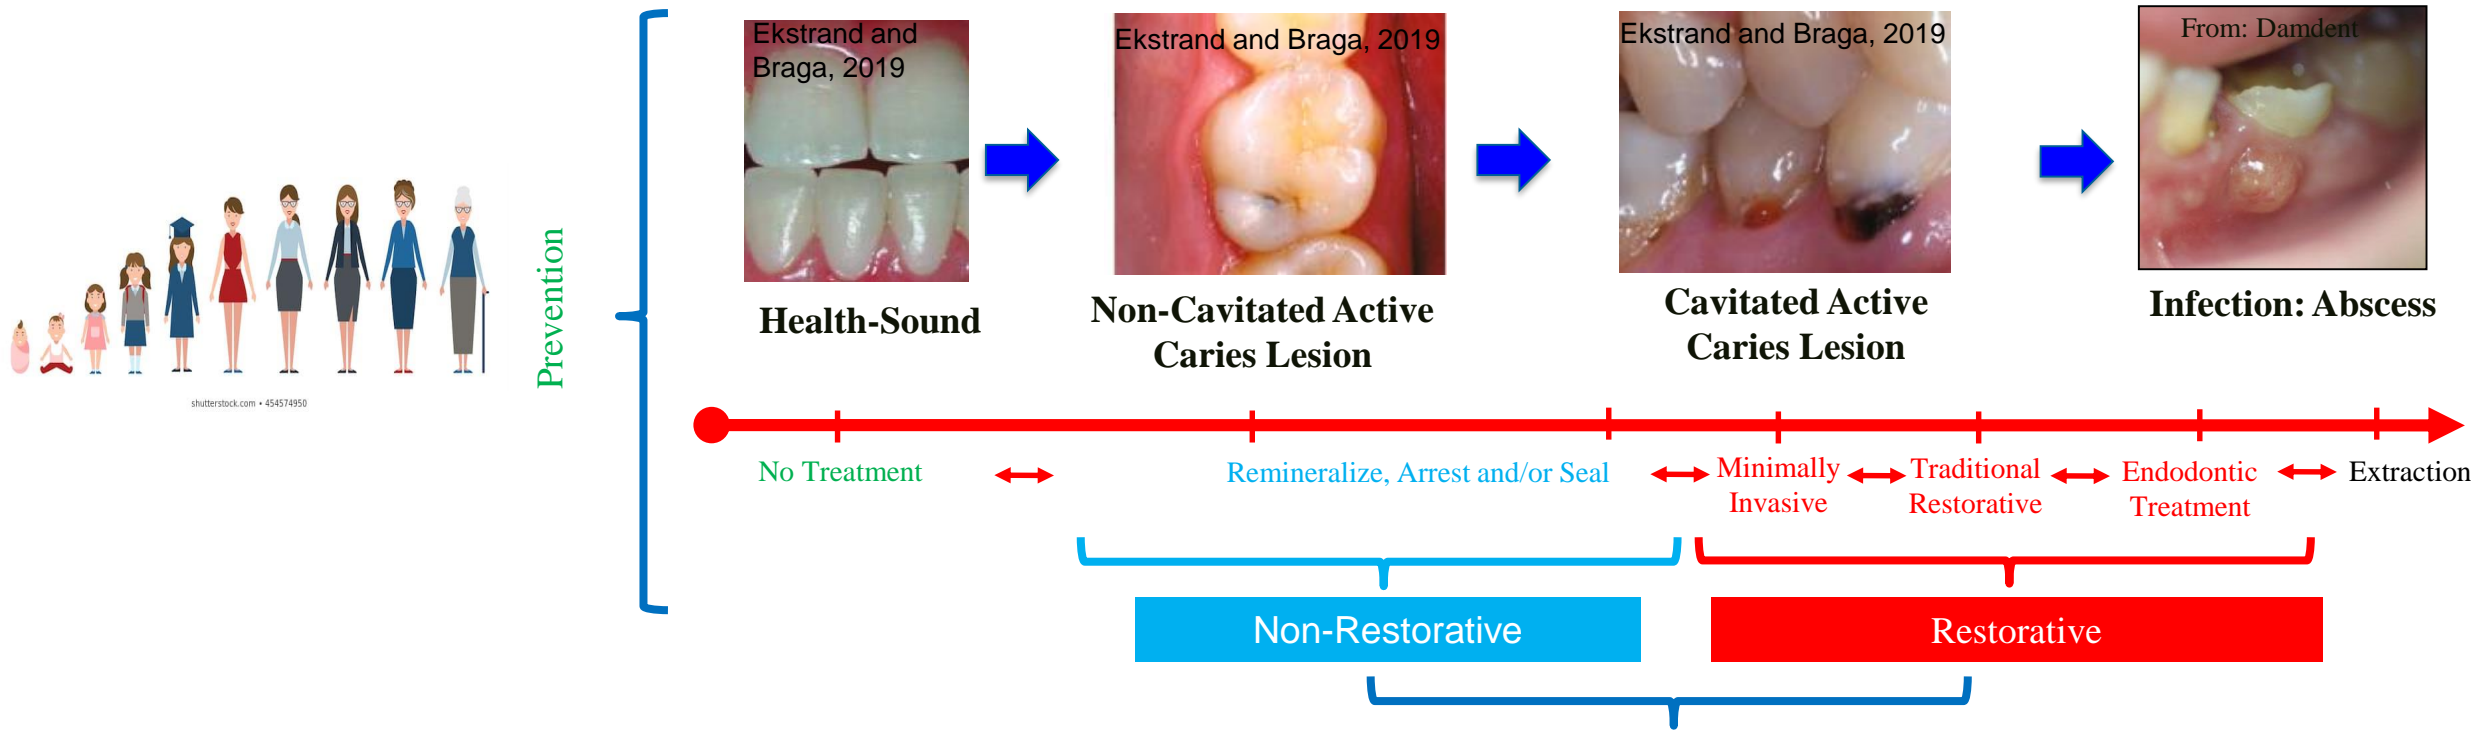 Ekstrand and
Braga, 2019
Ekstrand and Braga, 2019
Ekstrand and Braga, 2019
From: Damdent
Prevention
Health-Sound
Non-Cavitated Active
Caries Lesion
Cavitated Active
Caries Lesion
Infection: Abscess
shutterstock.com • 454574950
No Treatment
Remineralize, Arrest and/or Seal
Minimally
Invasive
Traditional
Restorative
Endodontic
Treatment
Extraction
Non-Restorative
Restorative